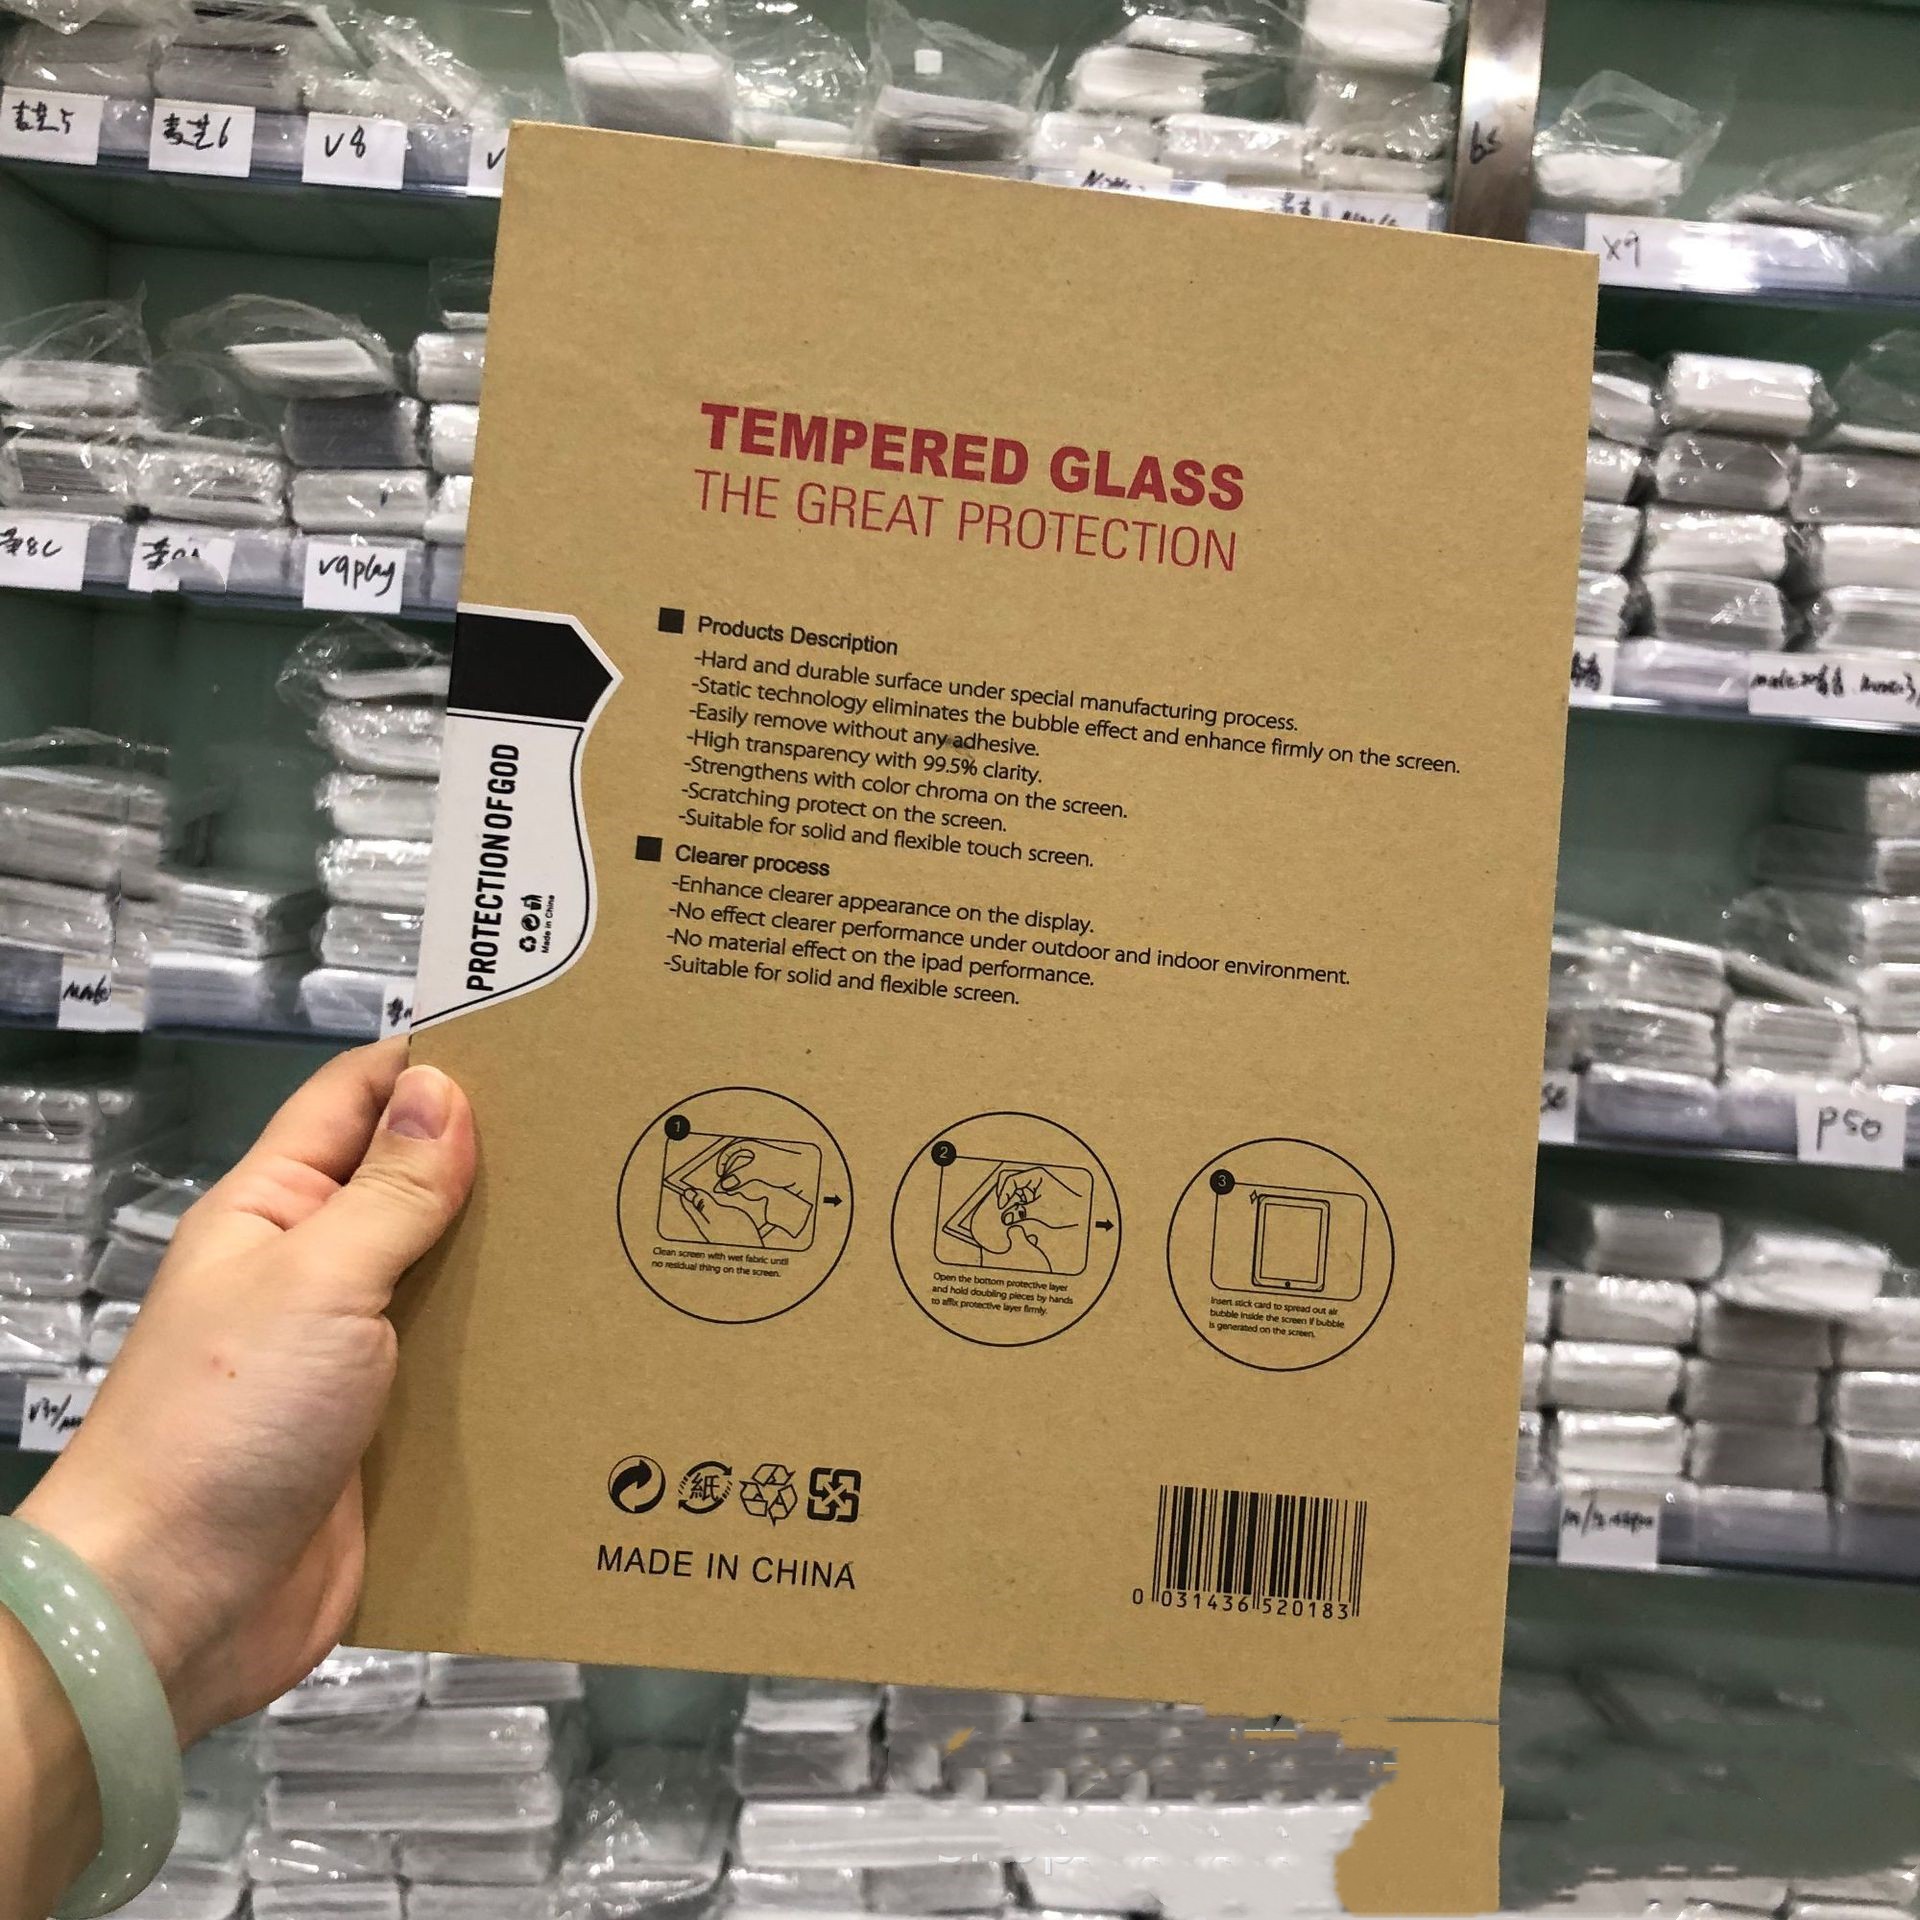 V8
X9
v9play
P50
TEMPERED GLASS
THE GREAT PROTECTION
Products Description
-Hard and durable surface under special manufacturing process.
-Static technology eliminates the bubble effect and enhance firmly on the screen.
-Easily remove without any adhesive.
-High transparency with 99.5% clarity.
-Strengthens with color chroma on the screen.
-Scratching protect on the screen.
-Suitable for solid and flexible touch screen.
Clearer process
-Enhance clearer appearance on the display.
-No effect clearer performance under outdoor and indoor environment.
-No material effect on the ipad performance.
-Suitable for solid and flexible screen.
PROTECTION OF GOD
Made in China
1
Clean screen with wet fabric until
no residual thing on the screen.
2
Open the bottom protective layer
and hold doubling pieces by hands
to affix protective layer firmly.
3
Insert stick card to spread out air
bubble inside the screen if bubble
is generated on the screen.
紙
MADE IN CHINA
0 031436 520183